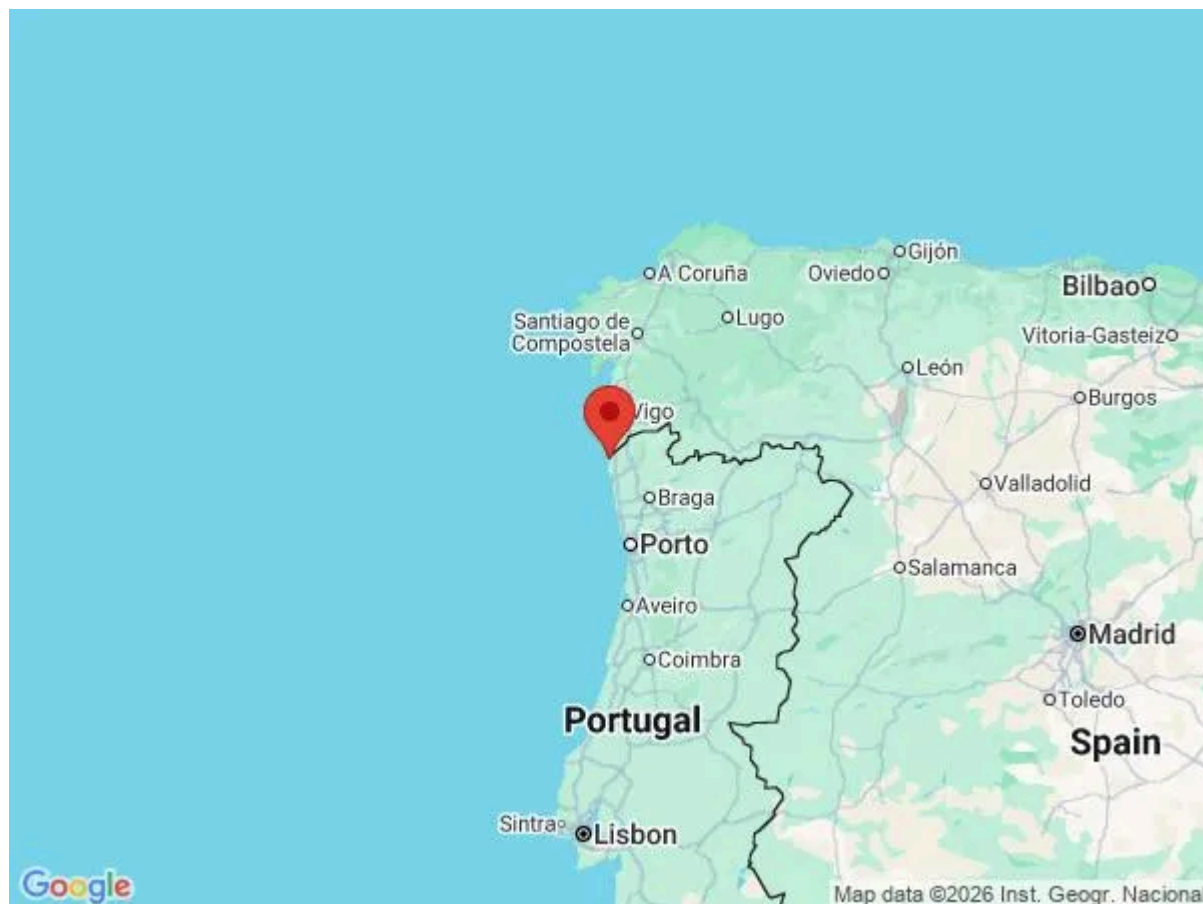 Gijón
A Coruña
Oviedo
Bilbao
Lugo
Santiago de
Compostela
Vitoria-Gasteiz
León
Burgos
Vigo
Valladolid
Braga
Porto
Salamanca
Aveiro
Madrid
Coimbra
Toledo
Portugal
Spain
Sintra
Lisbon
Google
Map data ©2026 Inst. Geogr. Nacional